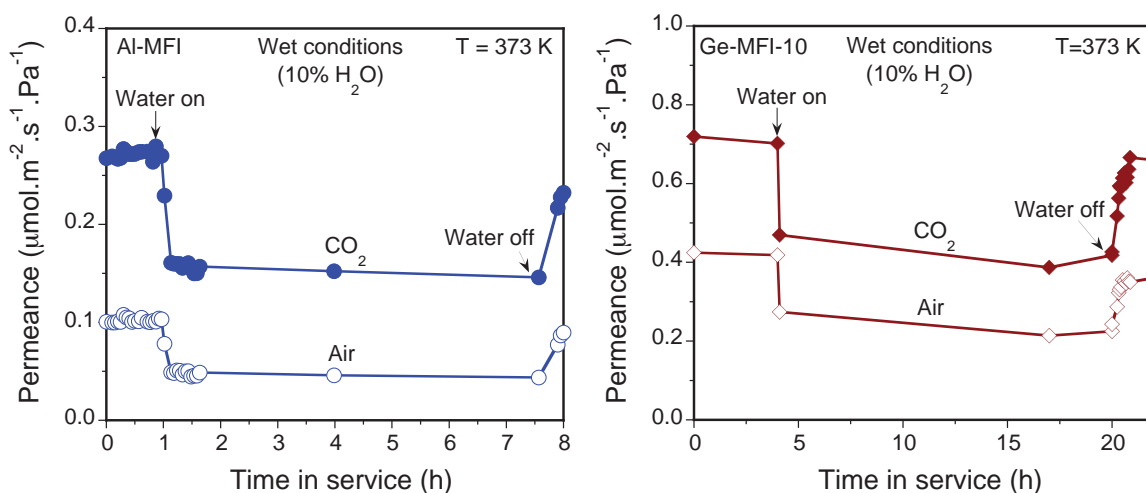 Al-MFI Wet conditions T = 373 K
(10% H₂O)
Water on
Water off
CO₂
Air
0.4
0.3
0.2
0.1
0.0
Permeance (μmol.m⁻².s⁻¹.Pa⁻¹)
0 1 2 3 4 5 6 7 8
Time in service (h)
Ge-MFI-10 Wet conditions T=373 K
(10% H₂O)
Water on
Water off
CO₂
Air
1.0
0.8
0.6
0.4
0.2
0.0
Permeance (μmol.m⁻².s⁻¹.Pa⁻¹)
0 5 10 15 20
Time in service (h)